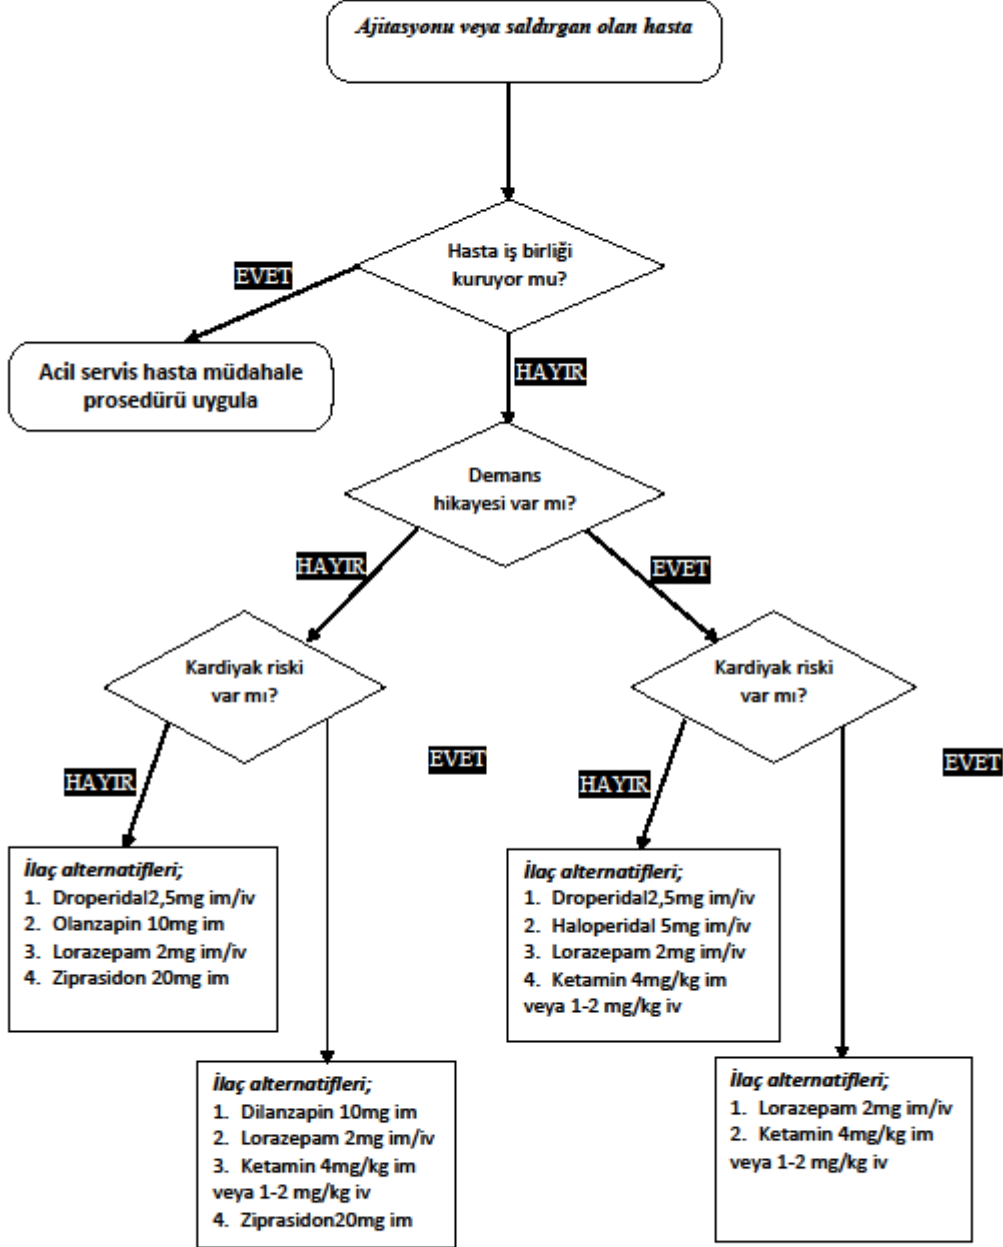 Ajitasyonu veya saldırgan olan hasta
Hasta iş birliği
kuruyor mu?
EVET
Acil servis hasta müdahale
prosedürü uygula
HAYIR
Demans
hikayesi var mı?
HAYIR
EVET
Kardiyak riski
var mı?
Kardiyak riski
var mı?
HAYIR
EVET
HAYIR
EVET
İlaç alternatifleri;
1. Droperidal2,5mg im/iv
2. Olanzapin 10mg im
3. Lorazepam 2mg im/iv
4. Ziprasidon 20mg im
İlaç alternatifleri;
1. Droperidal2,5mg im/iv
2. Haloperidal 5mg im/iv
3. Lorazepam 2mg im/iv
4. Ketamin 4mg/kg im
veya 1-2 mg/kg iv
İlaç alternatifleri;
1. Dilanzapin 10mg im
2. Lorazepam 2mg im/iv
3. Ketamin 4mg/kg im
veya 1-2 mg/kg iv
4. Ziprasidon20mg im
İlaç alternatifleri;
1. Lorazepam 2mg im/iv
2. Ketamin 4mg/kg im
veya 1-2 mg/kg iv